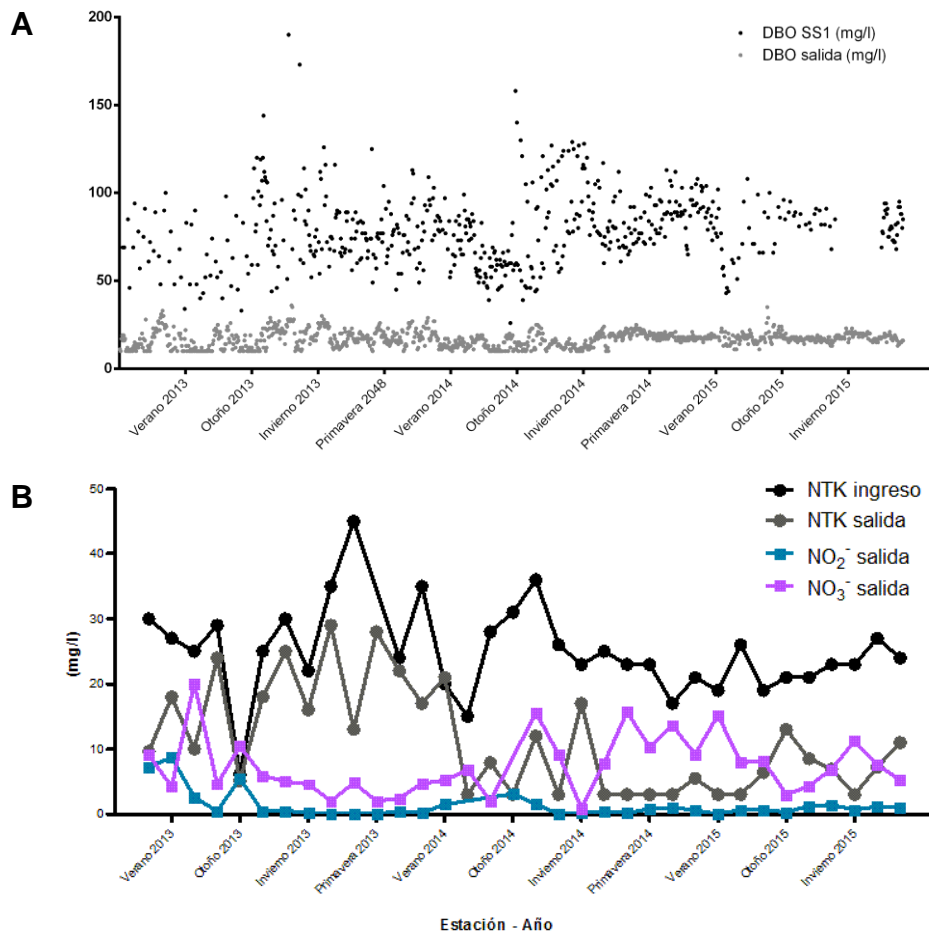 A
200
150
100
50
0
DBO SS1 (mg/l)
DBO salida (mg/l)
Verano 2013
Otoño 2013
Invierno 2013
Primavera 2048
Verano 2014
Otoño 2014
Invierno 2014
Primavera 2014
Verano 2015
Otoño 2015
Invierno 2015
B
50
40
30
20
10
0
(mg/l)
NTK ingreso
NTK salida
NO₂⁻ salida
NO₃⁻ salida
Verano 2013
Otoño 2013
Invierno 2013
Primavera 2013
Verano 2014
Otoño 2014
Invierno 2014
Primavera 2014
Verano 2015
Otoño 2015
Invierno 2015
Estación - Año